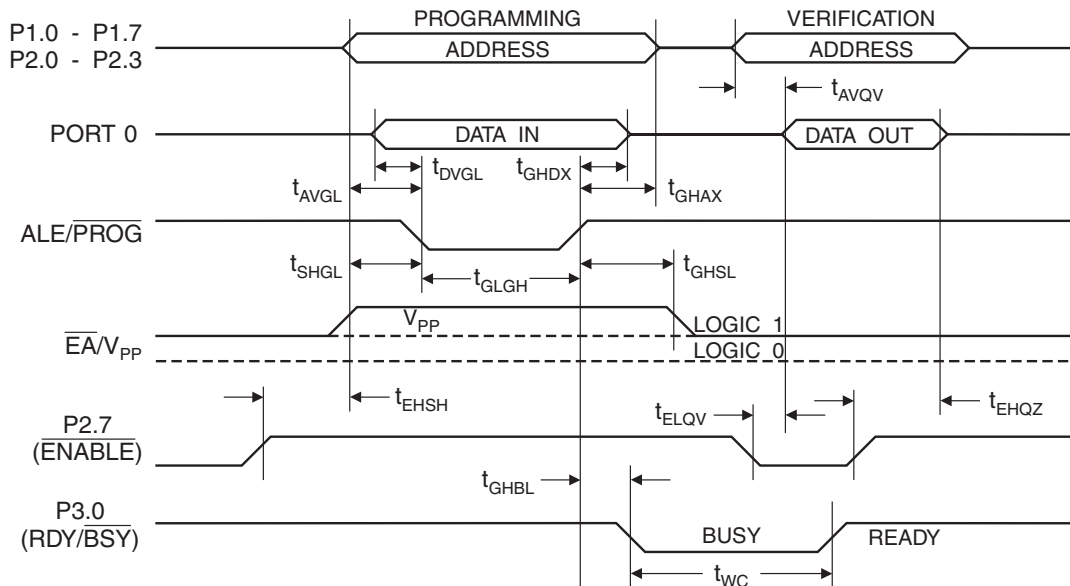 PROGRAMMING
VERIFICATION
P1.0 - P1.7
P2.0 - P2.3
ADDRESS
ADDRESS
tAVQV
PORT 0
DATA IN
DATA OUT
tDVGL
tGHDX
tAVGL
tGHAX
ALE/PROG
tSHGL
tGLGH
tGHSL
VPP
LOGIC 1
EA/VPP
LOGIC 0
tEHSH
tELQV
tEHQZ
P2.7
(ENABLE)
tGHBL
P3.0
(RDY/BSY)
BUSY
READY
tWC